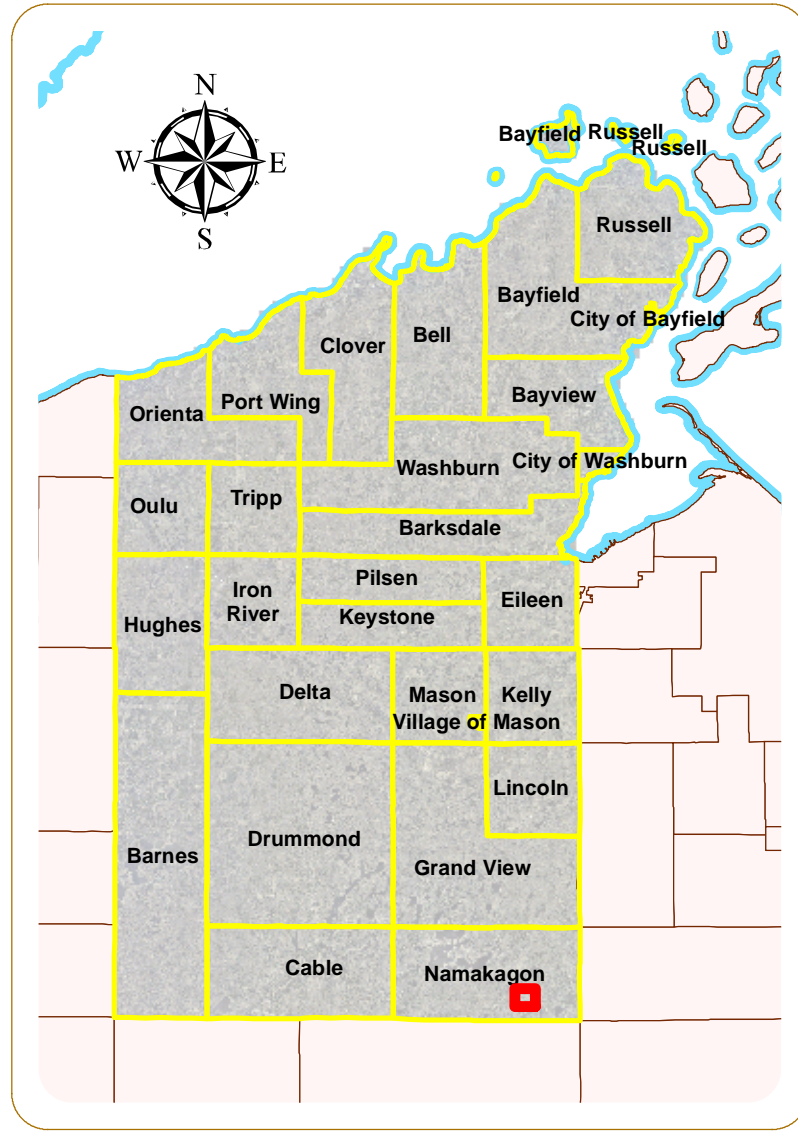 N
W E
S
Bayfield Russell
Russell
Russell
Bayfield
City of Bayfield
Clover
Bell
Bayview
Orienta
Port Wing
Washburn
City of Washburn
Oulu
Tripp
Barksdale
Pilsen
Iron
River
Eileen
Hughes
Keystone
Delta
Mason
Kelly
Village of Mason
Lincoln
Drummond
Barnes
Grand View
Cable
Namakagon